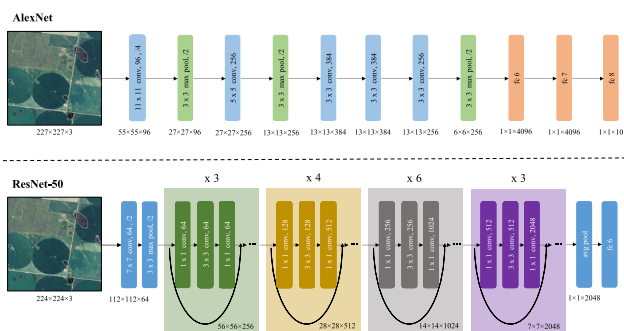 AlexNet
11 x 11 conv, 96, /4
3 x 3 max pool, /2
5 x 5 conv, 256
3 x 3 max pool, /2
3 x 3 conv, 384
3 x 3 conv, 384
3 x 3 conv, 256
3 x 3 max pool, /2
fc 6
fc 7
fc 8
227×227×3
55×55×96
27×27×96
27×27×256
13×13×256
13×13×384
13×13×384
13×13×256
6×6×256
1×1×4096
1×1×4096
1×1×10
ResNet-50
x 3
x 4
x 6
x 3
7 x 7 conv, 64, /2
3 x 3 max pool, /2
1 x 1 conv, 64
3 x 3 conv, 64
1 x 1 conv, 64
1 x 1 conv, 128
3 x 3 conv, 128
1 x 1 conv, 512
1 x 1 conv, 256
3 x 3 conv, 256
1 x 1 conv, 1024
1 x 1 conv, 512
3 x 3 conv, 512
1 x 1 conv, 2048
avg pool
fc 6
224×224×3
112×112×64
56×56×256
28×28×512
14×14×1024
7×7×2048
1×1×2048